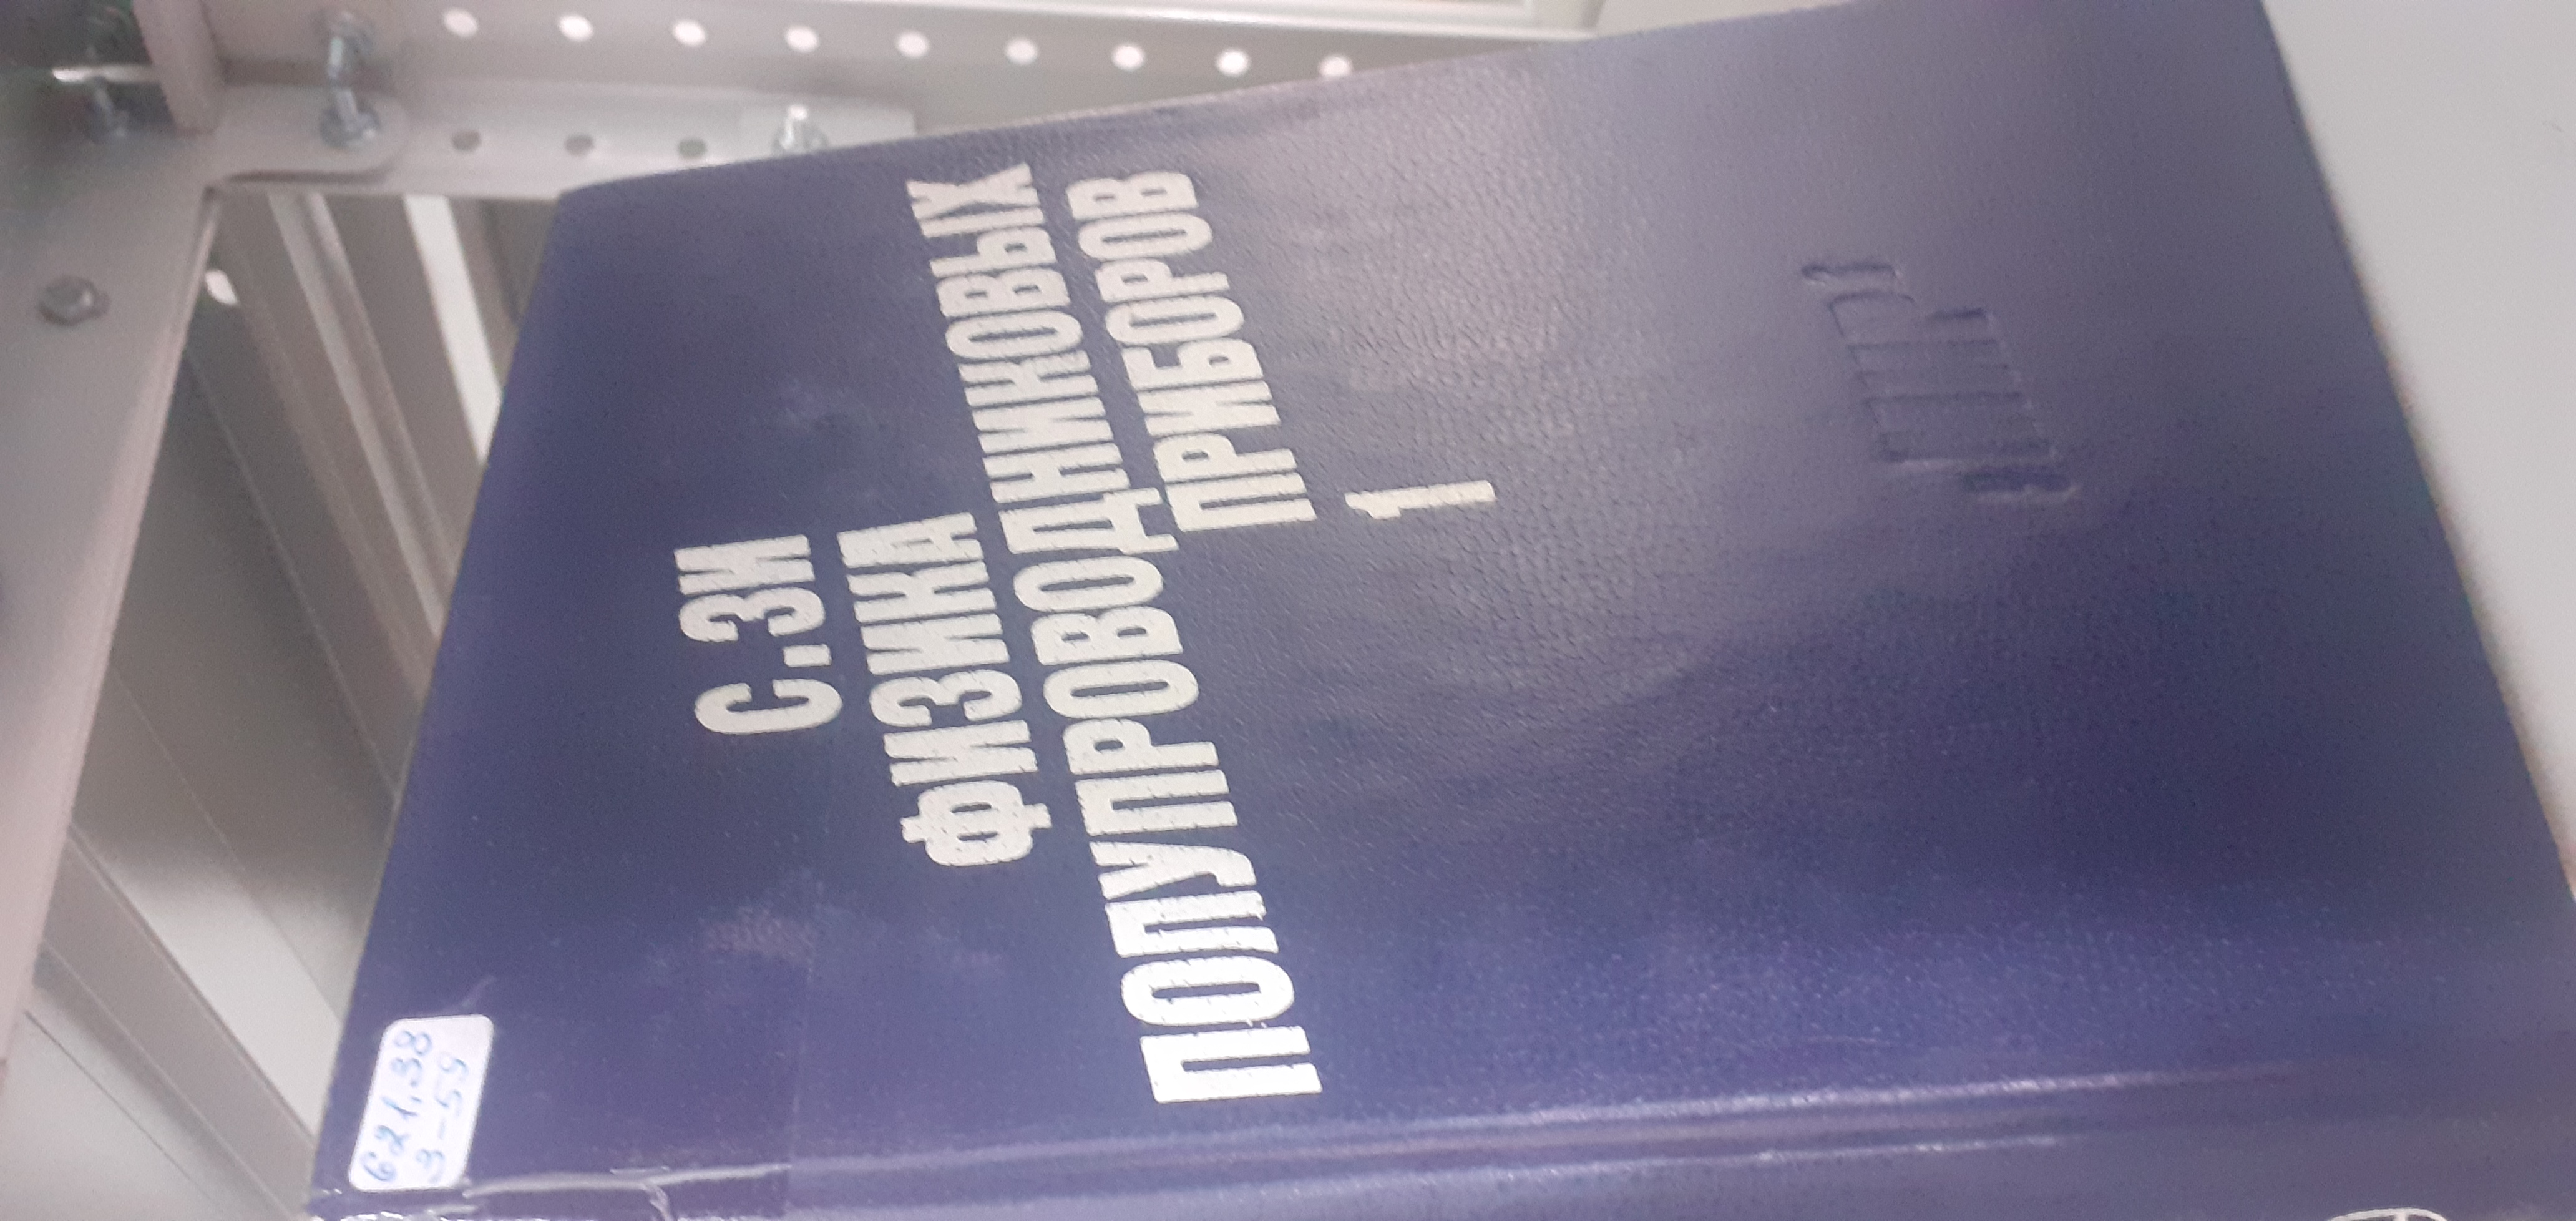 С.ЗИ
ФИЗИКА
ПОЛУПРОВОДНИКОВЫХ
ПРИБОРОВ
1
621.38
З-59